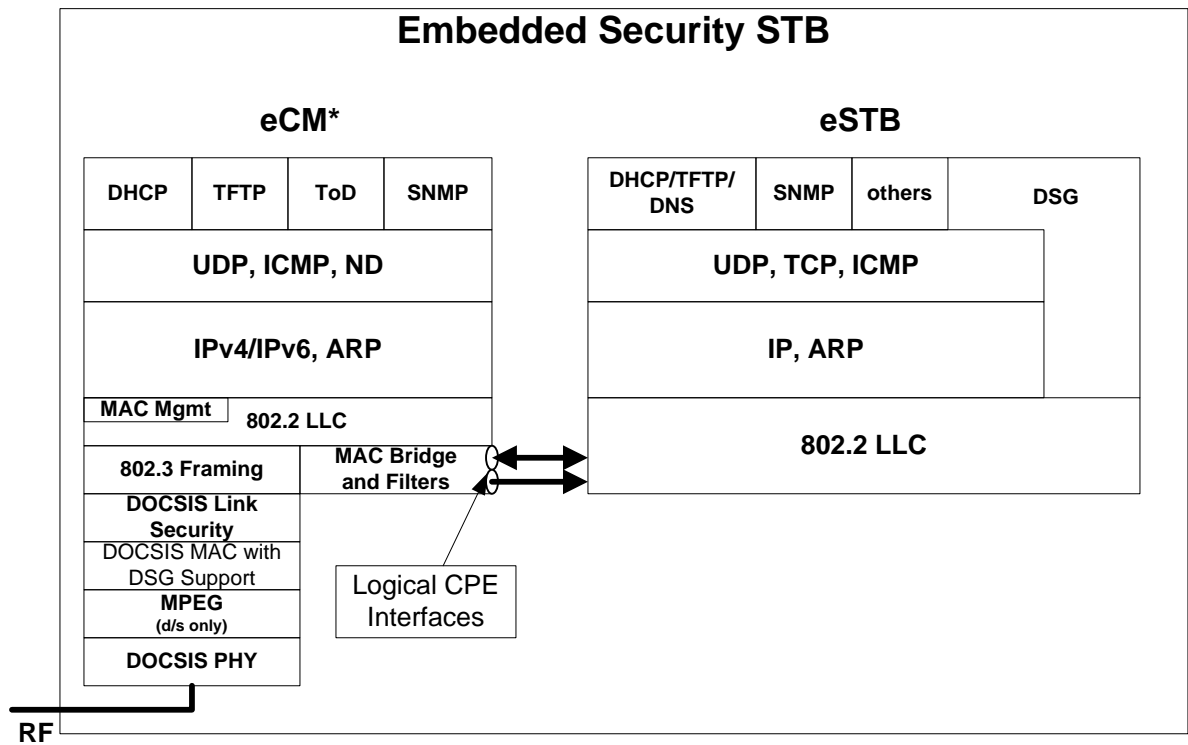 Embedded Security STB
eCM*
eSTB
DHCP
TFTP
ToD
SNMP
DHCP/TFTP/
DNS
SNMP
others
DSG
UDP, ICMP, ND
UDP, TCP, ICMP
IPv4/IPv6, ARP
IP, ARP
MAC Mgmt
802.2 LLC
802.2 LLC
802.3 Framing
MAC Bridge
and Filters
DOCSIS Link
Security
DOCSIS MAC with
DSG Support
MPEG
(d/s only)
DOCSIS PHY
Logical CPE
Interfaces
RF